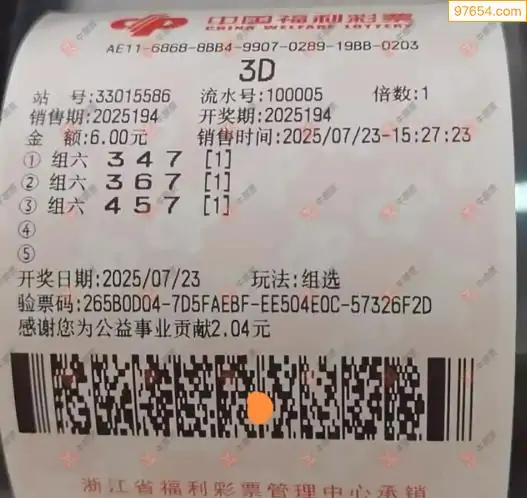 97654.com
中国福利彩票
CHINA WELFARE LOTTERY
AE11-6868-8BB4-9907-0289-19BB-0203
3D
站 号:33015586 流水号:100005 倍数:1
销售期:2025194 开奖期:2025194
金 额:6.00元 销售时间:2025/07/23-15:27:23
① 组六 3 4 7 [1]
② 组六 3 6 7 [1]
③ 组六 4 5 7 [1]
④
⑤
开奖日期:2025/07/23 玩法:组选
验票码:265B0D04-7D5FAEBF-EE504E0C-57326F2D
感谢您为公益事业贡献2.04元
浙江省福利彩票管理中心承销